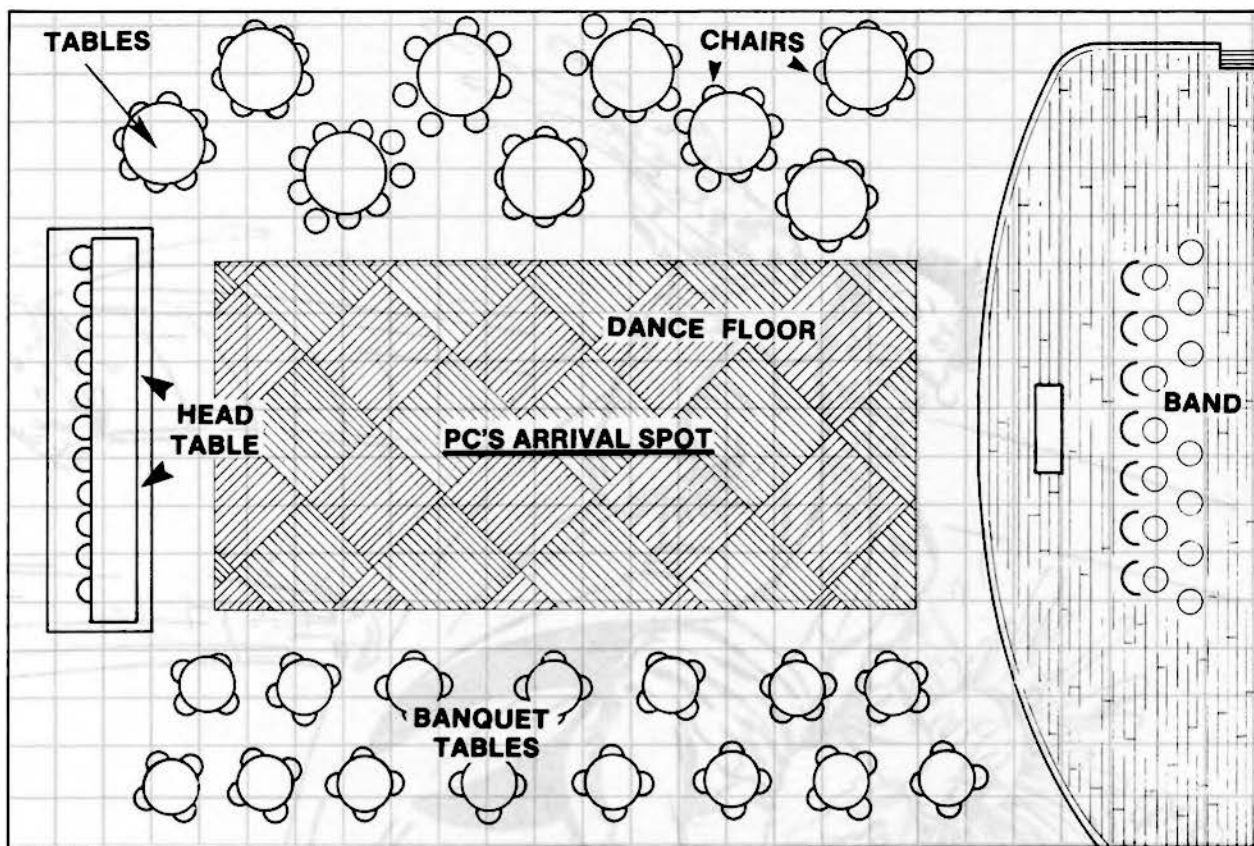 TABLES
CHAIRS
DANCE FLOOR
HEAD
TABLE
PC'S ARRIVAL SPOT
BAND
BANQUET
TABLES